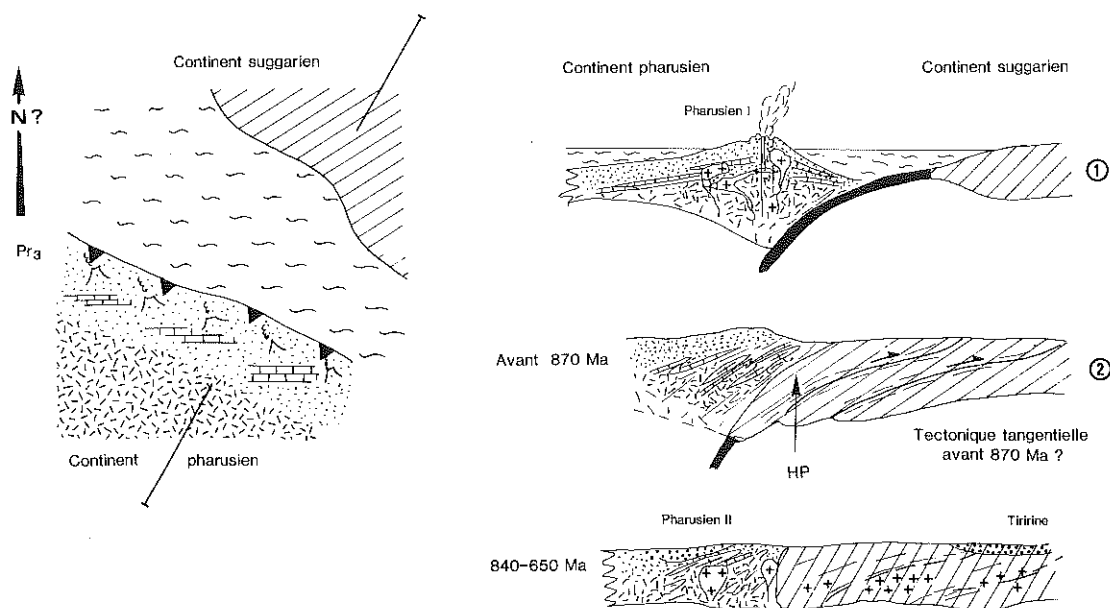 Continent suggarien
N?
Pr3
Continent pharusien
Continent pharusien
Continent suggarien
Pharusien I
1
Avant 870 Ma
2
HP
Tectonique tangentielle
avant 870 Ma ?
Pharusien II
Tiririne
840-650 Ma